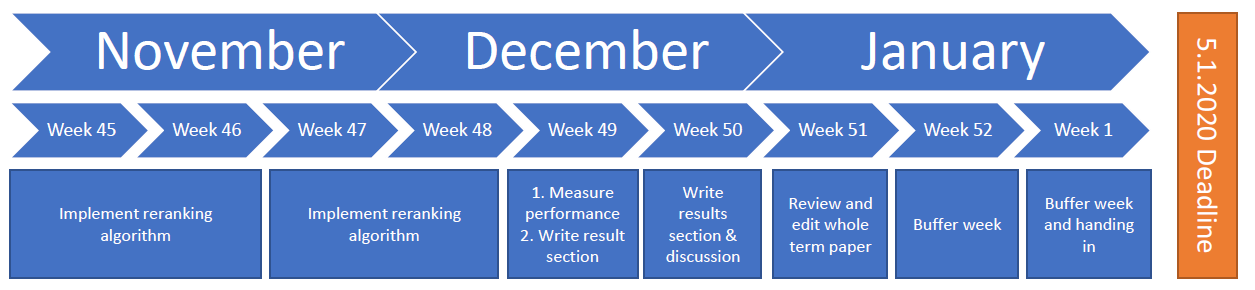 November
December
January
Week 45
Week 46
Week 47
Week 48
Week 49
Week 50
Week 51
Week 52
Week 1
Implement reranking
algorithm
Implement reranking
algorithm
1. Measure
performance
2. Write result
section
Write
results
section &
discussion
Review and
edit whole
term paper
Buffer week
Buffer week
and handing
in
5.1.2020 Deadline